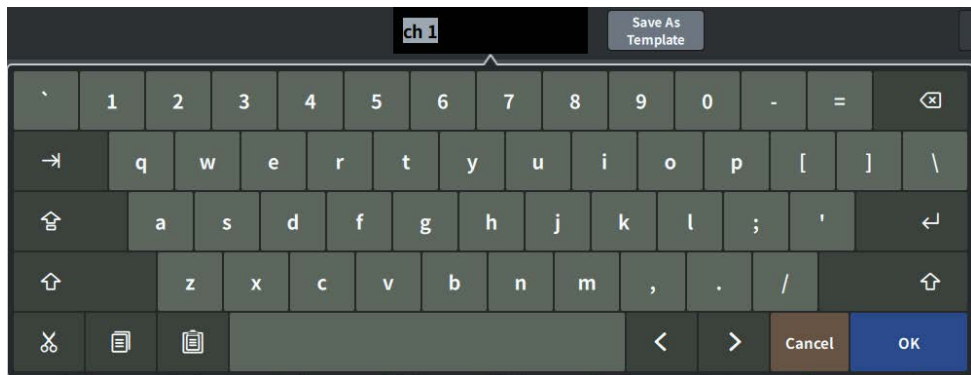 ch 1
Save As
Template
` 1 2 3 4 5 6 7 8 9 0 - =
q w e r t y u i o p [ ] \
a s d f g h j k l ; '
z x c v b n m , . /
< > Cancel OK